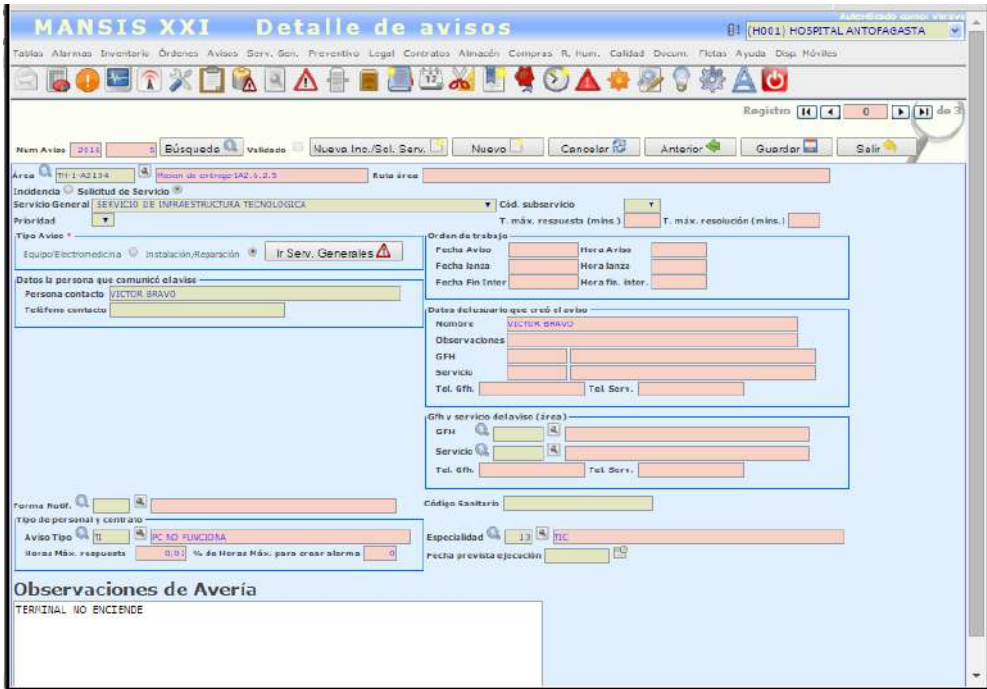 MANSIS XXI Detalle de avisos
(H001) HOSPITAL ANTOFAGASTA
Tablas Alarmas Inventario Órdenes Avisos Serv. Gen. Preventivo Legal Contratos Almacén Compras R. Hum. Calidad Docum. Flotas Ayuda Disp. Móviles
Registro 0 de 3
Num Aviso 2014 5 Búsqueda Validado Nueva Inc./Sol. Serv. Nuevo Cancelar Anterior Guardar Salir
Área TH-1-A2134 Ruta área
Incidencia Solicitud de Servicio
Servicio General SERVICIO DE INFRAESTRUCTURA TECNOLOGICA Cód. subservicio
Prioridad T. máx. respuesta (mins.) T. máx. resolución (mins.)
Tipo Aviso *
Equipo/Electromedicina Instalación/Reparación Ir Serv. Generales
Orden de trabajo
Fecha Aviso Hora Aviso
Fecha lanza Hora lanza
Fecha Fin Inter Hora fin. inter.
Datos la persona que comunicó el aviso
Persona contacto VICTOR BRAVO
Teléfono contacto
Datos del usuario que creó el aviso
Nombre VICTOR BRAVO
Observaciones
GFH
Servicio
Tel. Gfh. Tel. Serv.
Gfh y servicio del aviso (área)
GFH
Servicio
Tel. Gfh. Tel. Serv.
Forma Notif. Código Sanitario
Tipo de personal y contrato
Aviso Tipo TI PC NO FUNCIONA Especialidad 13 TIC
Horas Máx. respuesta 0,01 % de Horas Máx. para crear alarma 0 Fecha prevista ejecución
Observaciones de Avería
TERMINAL NO ENCIENDE